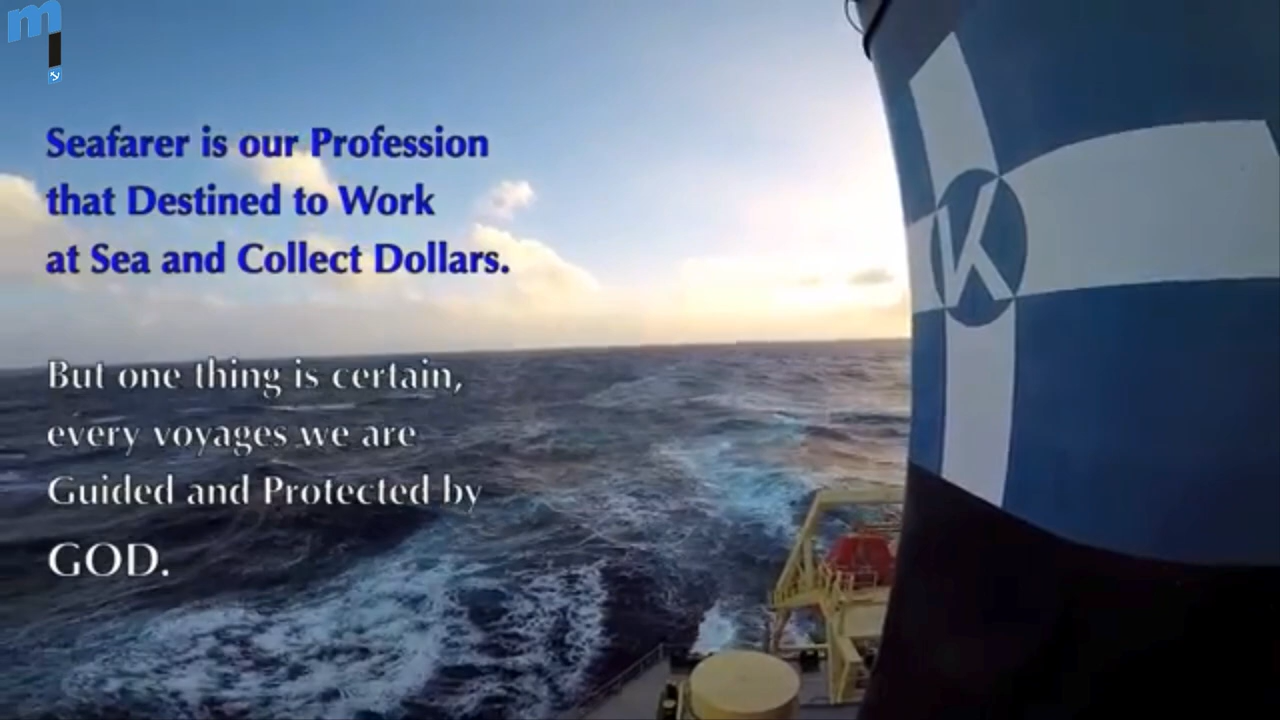 m
Seafarer is our Profession
that Destined to Work
at Sea and Collect Dollars.
But one thing is certain,
every voyages we are
Guided and Protected by
GOD.
K